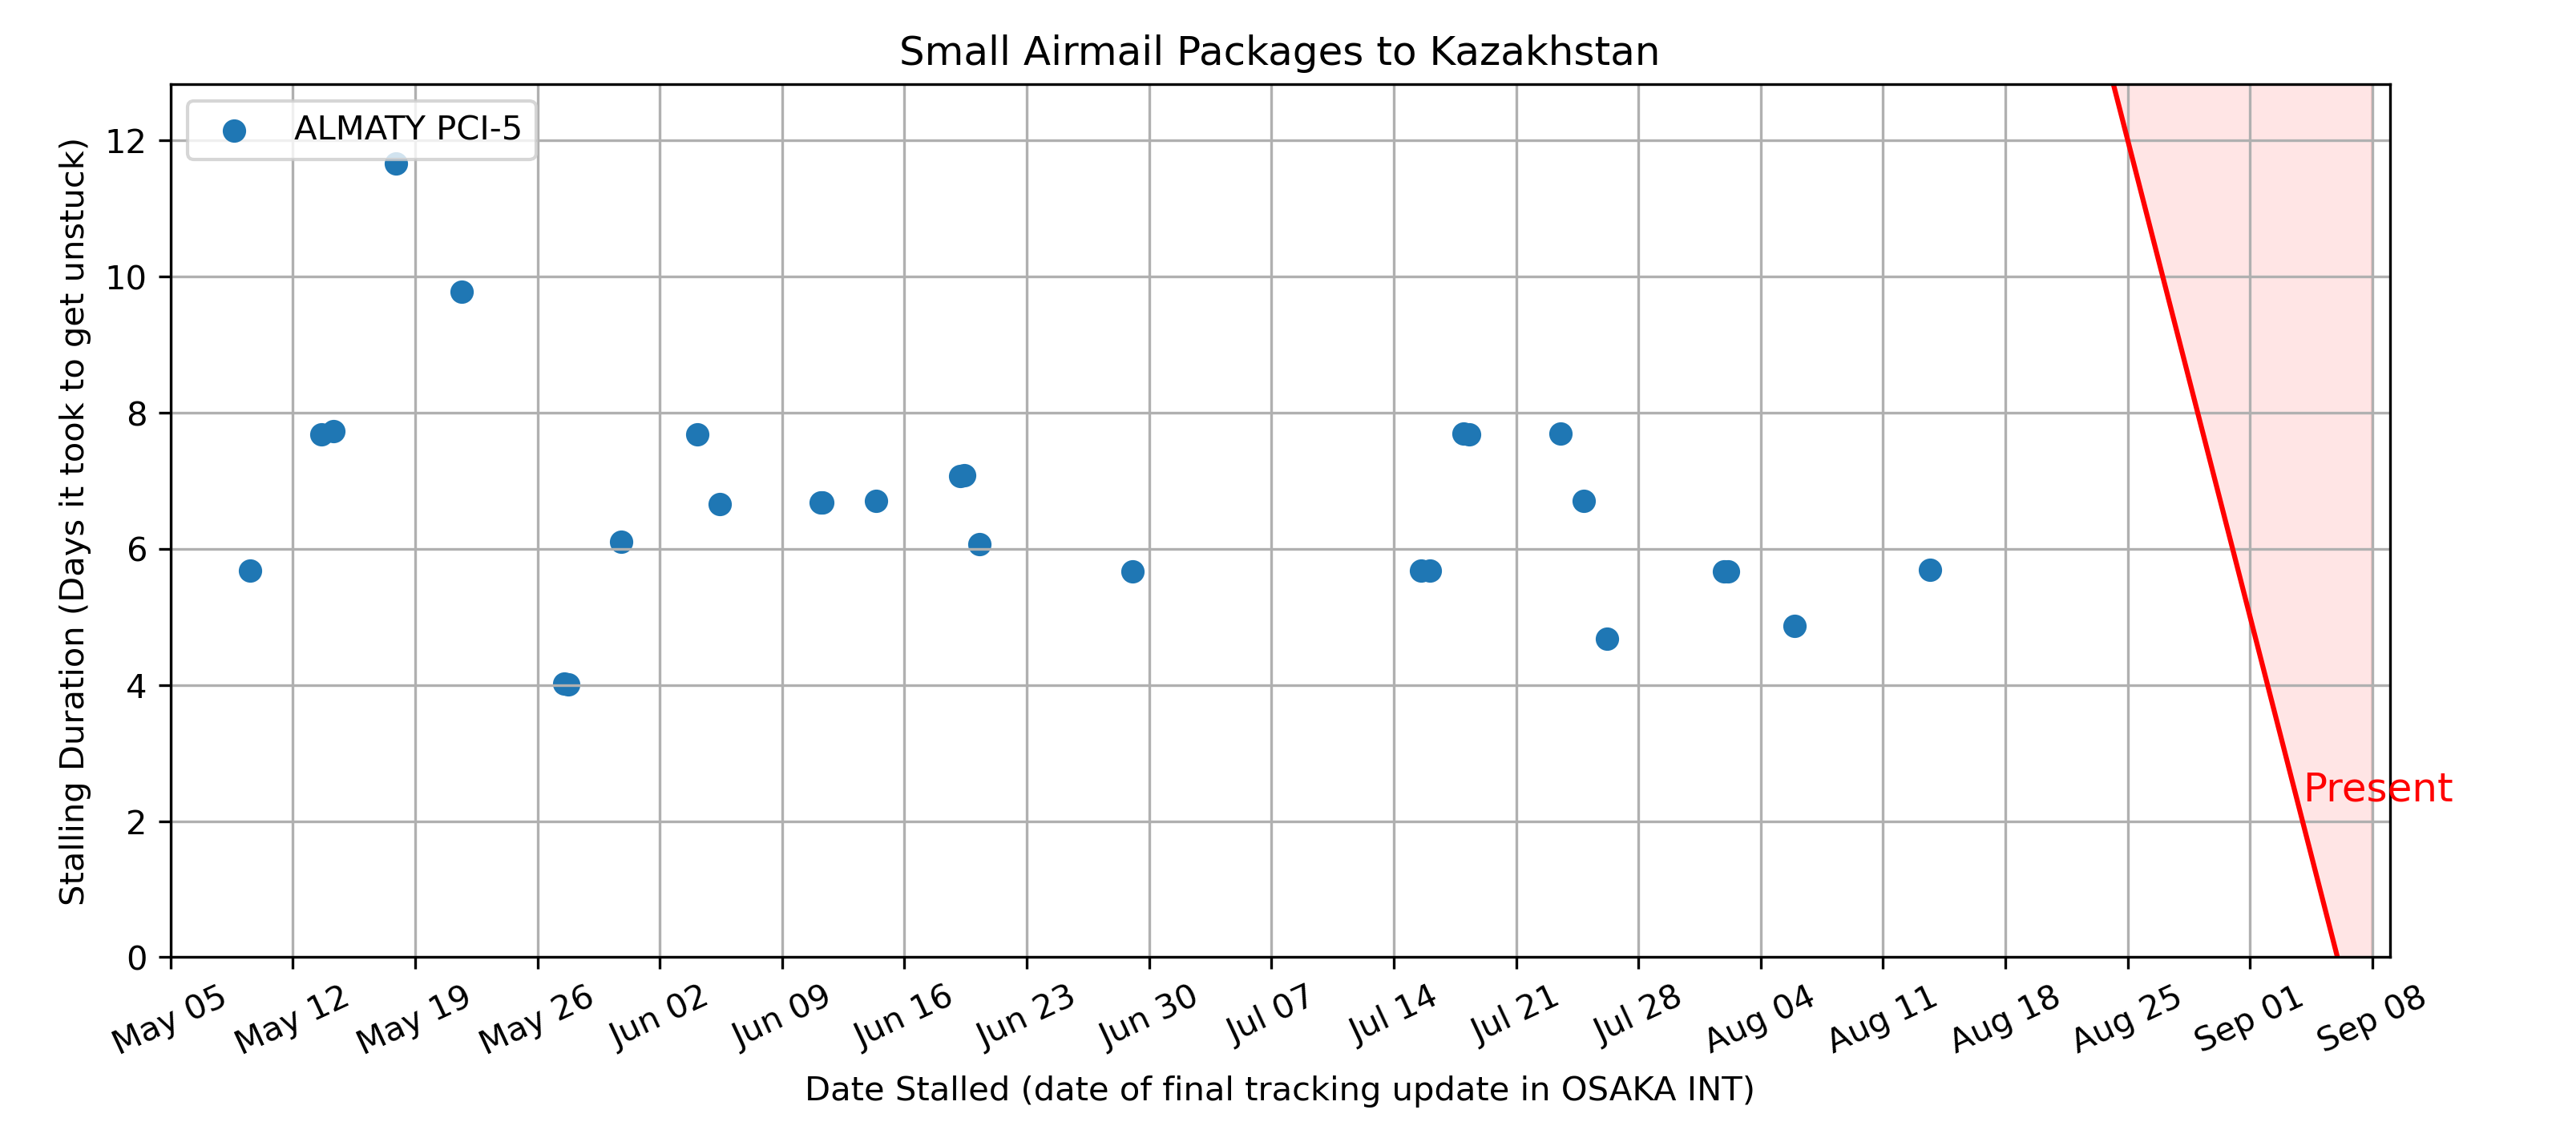 Small Airmail Packages to Kazakhstan
ALMATY PCI-5
Stalling Duration (Days it took to get unstuck)
12
10
8
6
4
2
0
Present
May 05
May 12
May 19
May 26
Jun 02
Jun 09
Jun 16
Jun 23
Jun 30
Jul 07
Jul 14
Jul 21
Jul 28
Aug 04
Aug 11
Aug 18
Aug 25
Sep 01
Sep 08
Date Stalled (date of final tracking update in OSAKA INT)